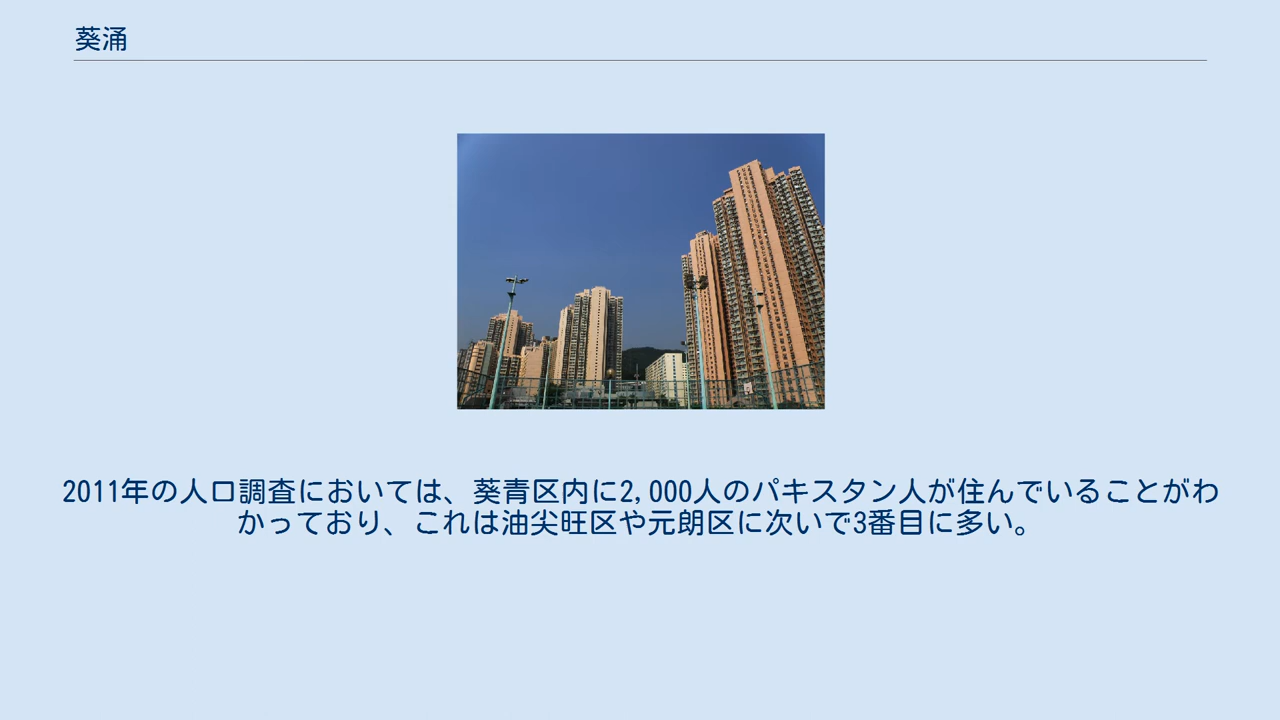 葵涌
2011年の人口調査においては、葵青区内に2,000人のパキスタン人が住んでいることがわ
かっており、これは油尖旺区や元朗区に次いで3番目に多い。